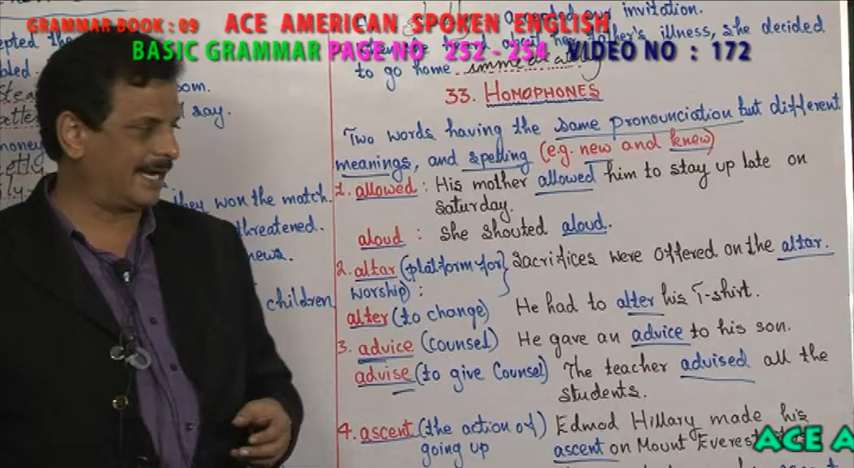 GRAMMAR BOOK : 09 ACE AMERICAN SPOKEN ENGLISH
BASIC GRAMMAR PAGE NO 252 - 254 VIDEO NO : 172
accepted our invitation.
father's illness, she decided
to go home immediately
oom.
say.
money
they won the match.
threatened.
news.
children
33. HOMOPHONES
Two words having the same pronounciation but different
meanings, and spelling (e.g. new and knew)
1. allowed : His mother allowed him to stay up late on
saturday.
aloud : she shouted aloud.
2. altar (platform for sacrifices were offered on the altar.
worship) :
alter (to change) He had to alter his T-shirt.
3. advice (counsel) He gave an advice to his son.
advise (to give counsel) The teacher advised all the
students.
4. ascent (the action of) Edmod Hillary made his
going up ascent on Mount Everest
ACE A